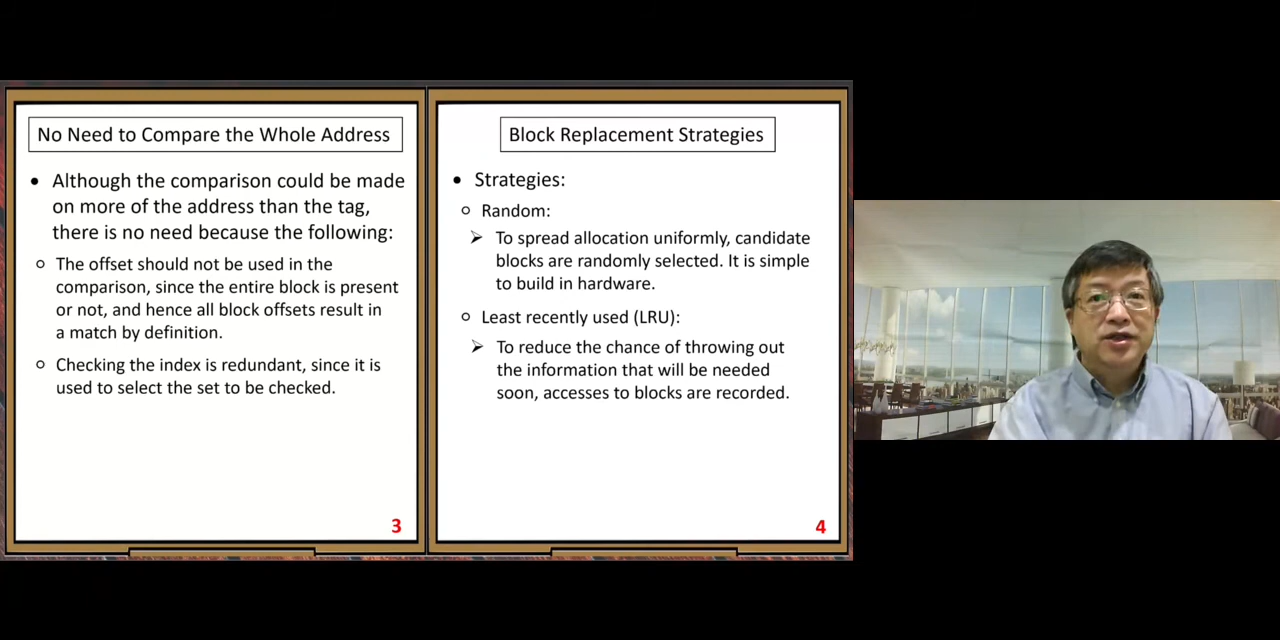 No Need to Compare the Whole Address
• Although the comparison could be made
on more of the address than the tag,
there is no need because the following:
o The offset should not be used in the
comparison, since the entire block is present
or not, and hence all block offsets result in
a match by definition.
o Checking the index is redundant, since it is
used to select the set to be checked.
3
Block Replacement Strategies
• Strategies:
o Random:
➢ To spread allocation uniformly, candidate
blocks are randomly selected. It is simple
to build in hardware.
o Least recently used (LRU):
➢ To reduce the chance of throwing out
the information that will be needed
soon, accesses to blocks are recorded.
4